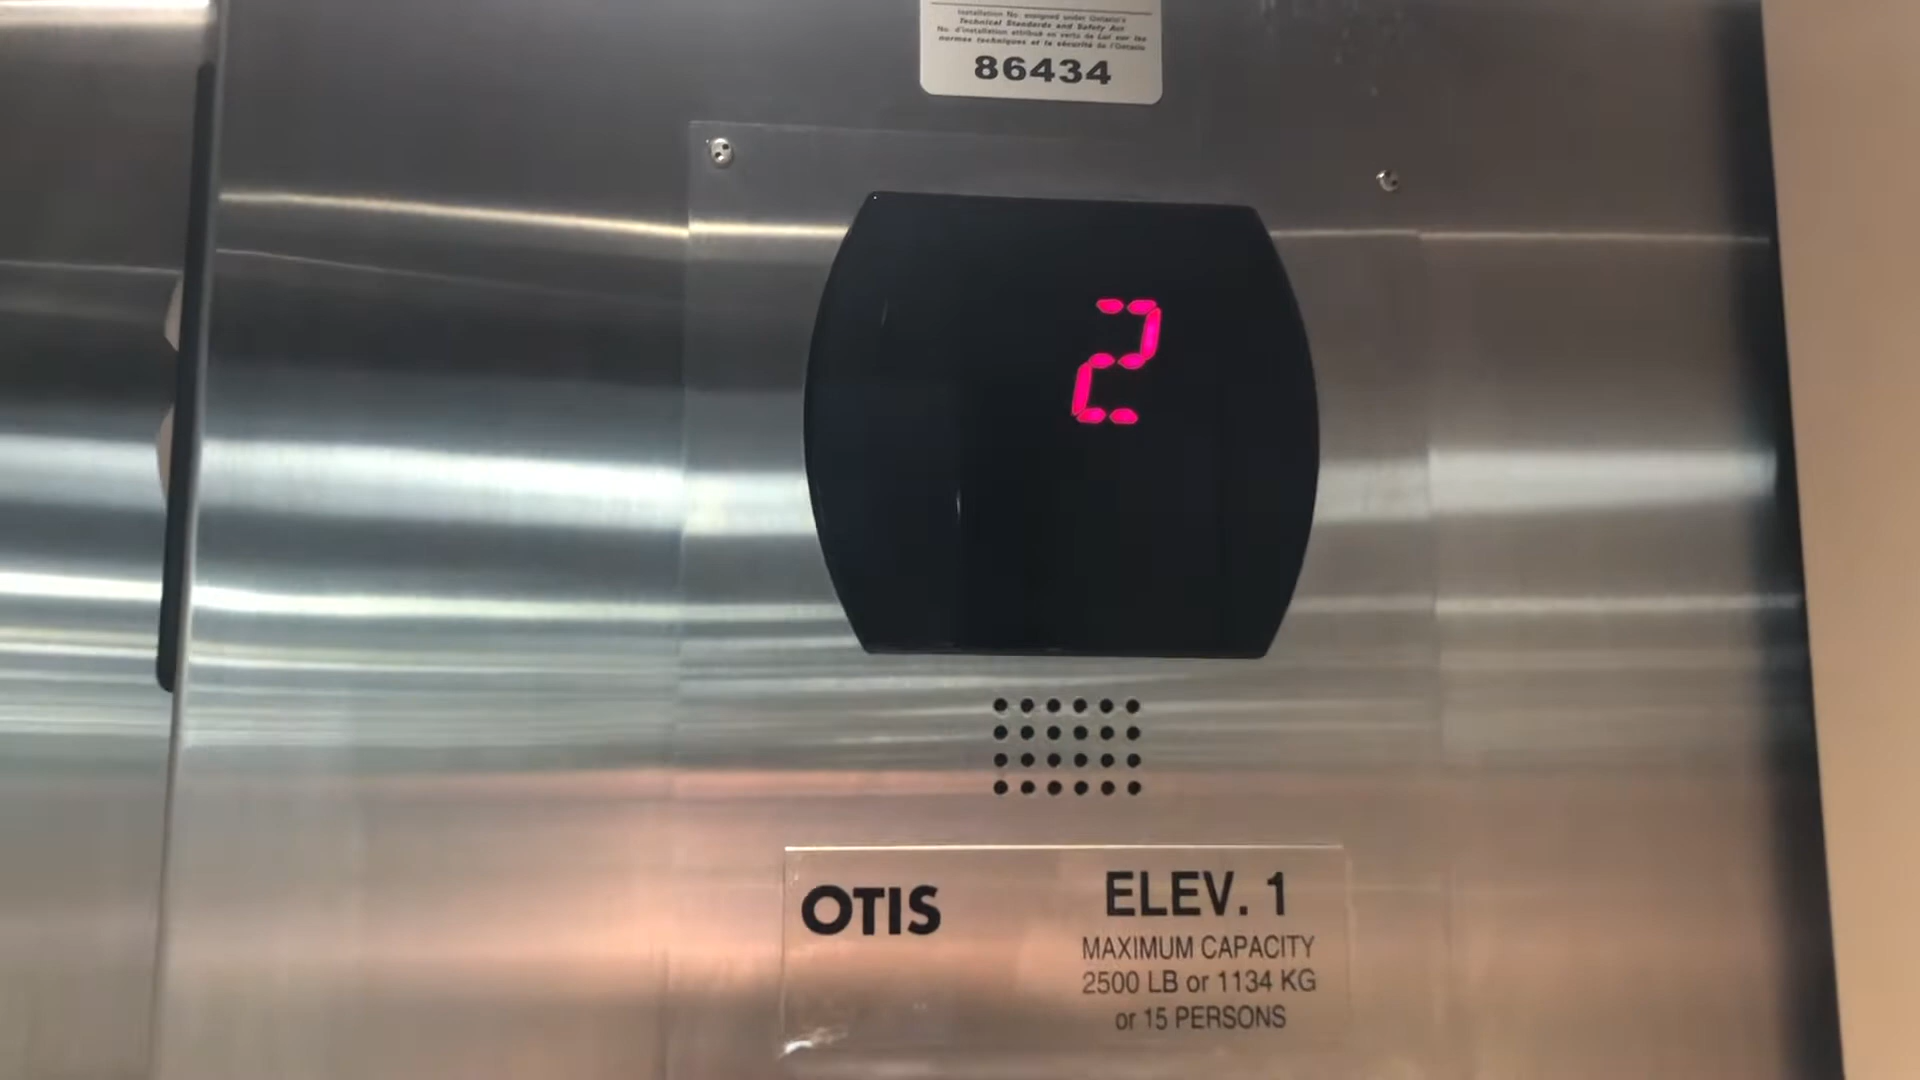 Installation No. assigned under Ontario's
Technical Standards and Safety Act
No. d'installation attribué en vertu de Loi sur les
normes techniques et la sécurité de l'Ontario
86434
2
OTIS
ELEV. 1
MAXIMUM CAPACITY
2500 LB or 1134 KG
or 15 PERSONS